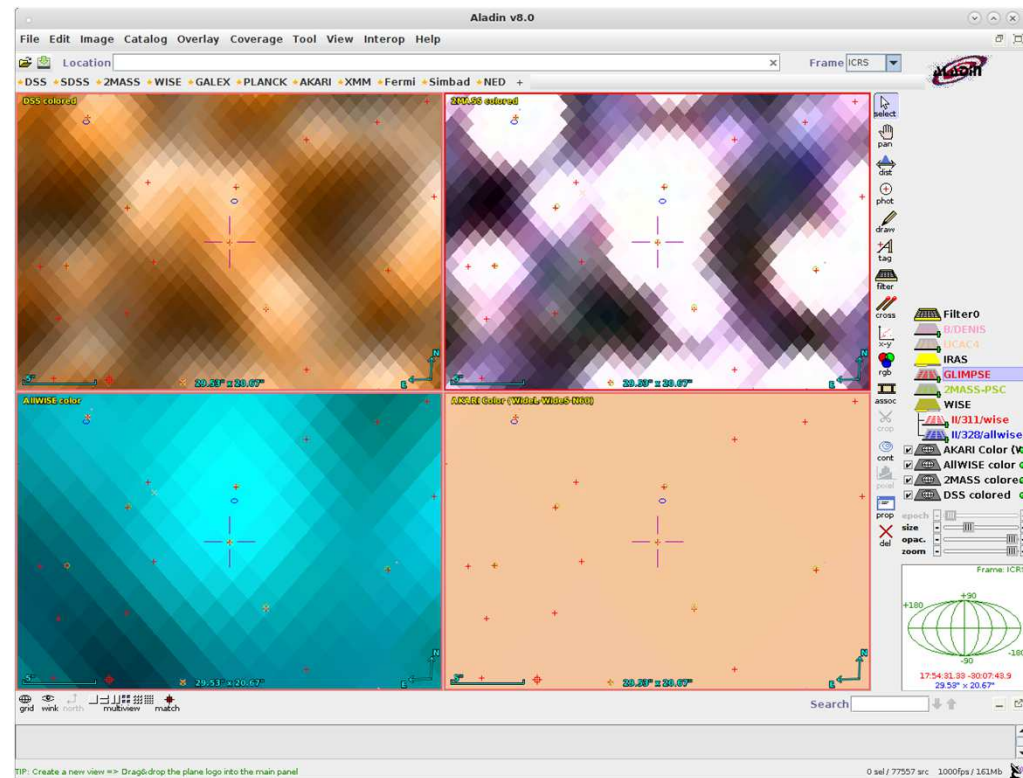 Aladin v8.0
File Edit Image Catalog Overlay Coverage Tool View Interop Help
Location
Frame ICRS
Aladin
DSS SDSS 2MASS WISE GALEX PLANCK AKARI XMM Fermi Simbad NED +
DSS colored
29.53" x 20.67"
N
E
2MASS colored
29.53" x 20.67"
N
E
AllWISE color
5"
29.53" x 20.67"
N
E
AKARI Color (WideL-WideS-N60)
29.53" x 20.67"
N
E
select
pan
dist
phot
draw
tag
filter
cross
x-y
rgb
assoc
crop
cont
pixel
prop
del
Filter0
B/DENIS
UCAC4
IRAS
GLIMPSE
2MASS-PSC
WISE
II/311/wise
II/328/allwise
AKARI Color (W
AllWISE color
2MASS colored
DSS colored
epoch
size
opac.
zoom
Frame: ICRS
+90
+180
-180
-90
17:54:31.33 -30:07:43.9
29.53" x 20.67"
grid wink north multiview match
Search
TIP: Create a new view => Drag&drop the plane logo into the main panel
0 sel / 77557 src 1000fps / 161Mb